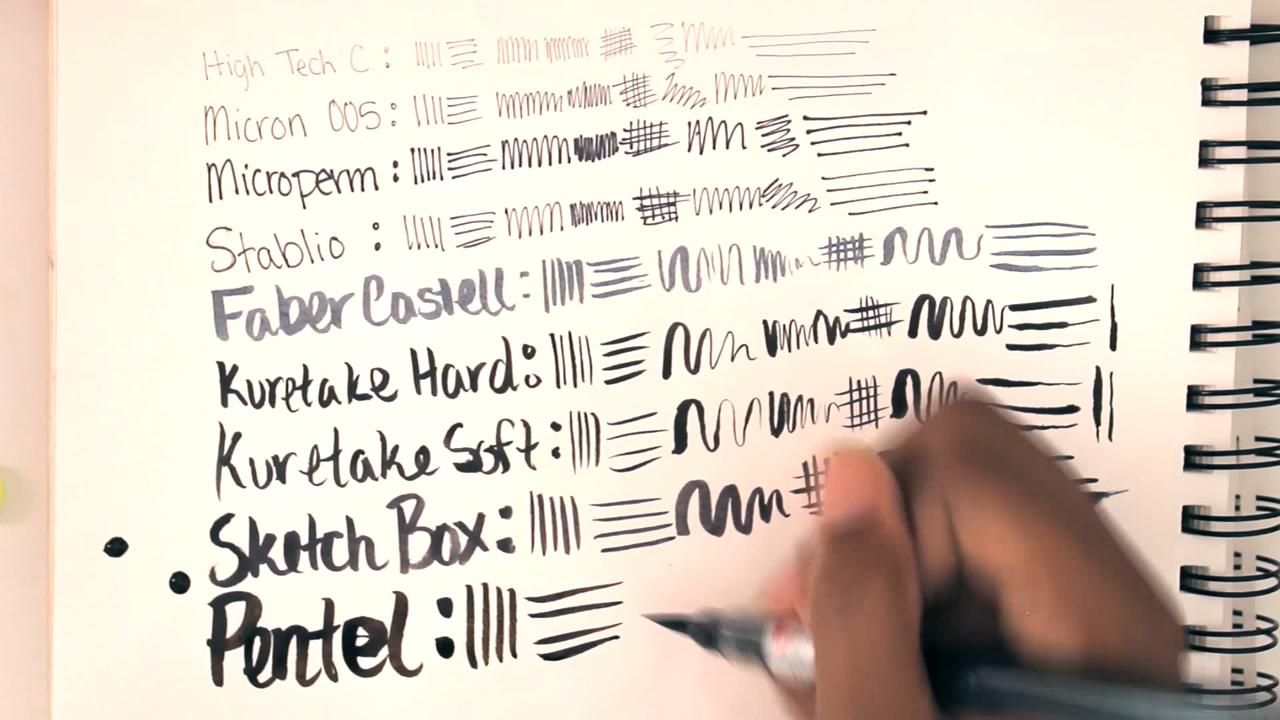 High Tech C:
Micron 005:
Microperm:
Stablio:
Faber Castell:
Kuretake Hard:
Kuretake Soft:
Sketch Box:
Pentel: